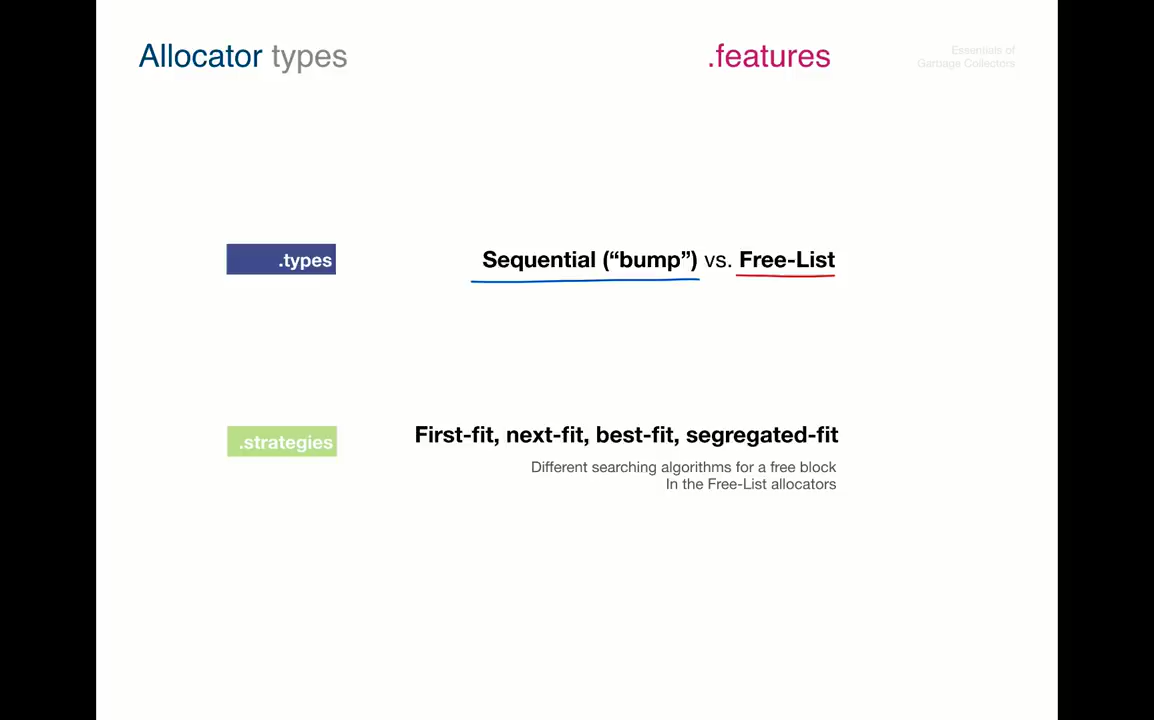 Allocator types
.features
Essentials of
Garbage Collectors
.types
Sequential (“bump”) vs. Free-List
.strategies
First-fit, next-fit, best-fit, segregated-fit
Different searching algorithms for a free block
In the Free-List allocators